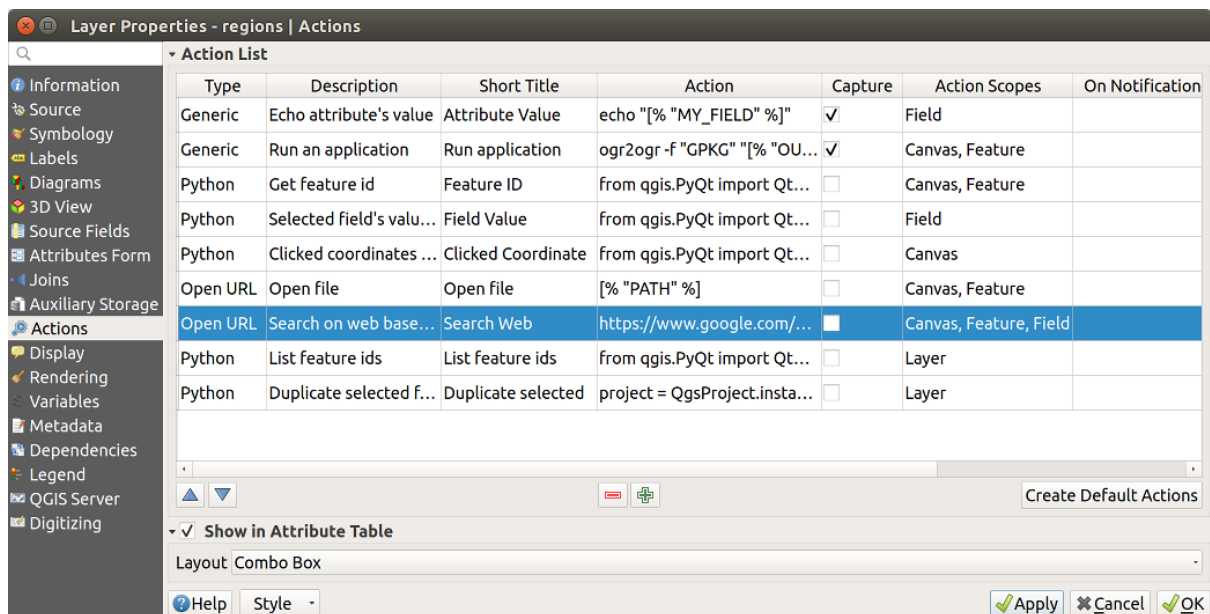 Layer Properties - regions | Actions
Information
Source
Symbology
Labels
Diagrams
3D View
Source Fields
Attributes Form
Joins
Auxiliary Storage
Actions
Display
Rendering
Variables
Metadata
Dependencies
Legend
QGIS Server
Digitizing
Action List
Type Description Short Title Action Capture Action Scopes On Notification
Generic Echo attribute's value Attribute Value echo "[% "MY_FIELD" %]" Field
Generic Run an application Run application ogr2ogr -f "GPKG" "[% "OU... Canvas, Feature
Python Get feature id Feature ID from qgis.PyQt import Qt... Canvas, Feature
Python Selected field's valu... Field Value from qgis.PyQt import Qt... Field
Python Clicked coordinates ... Clicked Coordinate from qgis.PyQt import Qt... Canvas
Open URL Open file Open file [% "PATH" %] Canvas, Feature
Open URL Search on web base... Search Web https://www.google.com/... Canvas, Feature, Field
Python List feature ids List feature ids from qgis.PyQt import Qt... Layer
Python Duplicate selected f... Duplicate selected project = QgsProject.insta... Layer
Create Default Actions
Show in Attribute Table
Layout Combo Box
Help Style Apply Cancel OK